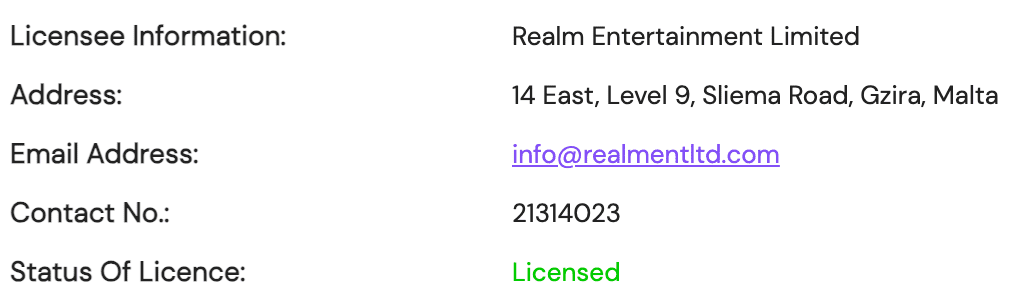 Licensee Information: Realm Entertainment Limited
Address: 14 East, Level 9, Sliema Road, Gzira, Malta
Email Address: info@realmentltd.com
Contact No.: 21314023
Status Of Licence: Licensed